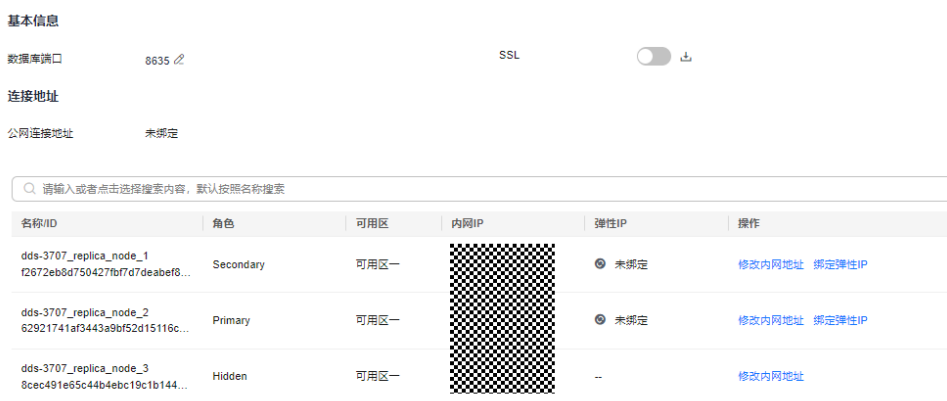 基本信息
数据库端口 8635 SSL
连接地址
公网连接地址 未绑定
请输入或者点击选择搜索内容，默认按照名称搜索
名称/ID 角色 可用区 内网IP 弹性IP 操作
dds-3707_replica_node_1
f2672eb8d750427fbf7d7deabef8... Secondary 可用区一 未绑定 修改内网地址 绑定弹性IP
dds-3707_replica_node_2
62921741af3443a9bf52d15116c... Primary 可用区一 未绑定 修改内网地址 绑定弹性IP
dds-3707_replica_node_3
8cec491e65c44b4ebc19c1b144... Hidden 可用区一 -- 修改内网地址